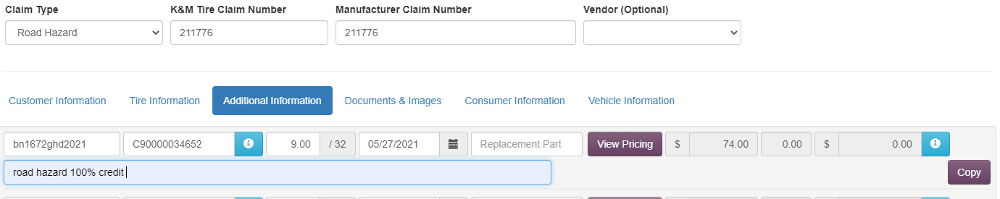 Claim Type K&M Tire Claim Number Manufacturer Claim Number Vendor (Optional)
Road Hazard 211776 211776
Customer Information Tire Information Additional Information Documents & Images Consumer Information Vehicle Information
bn1672ghd2021 C90000034652 9.00 / 32 05/27/2021 Replacement Part View Pricing $ 74.00 0.00 $ 0.00
road hazard 100% credit Copy